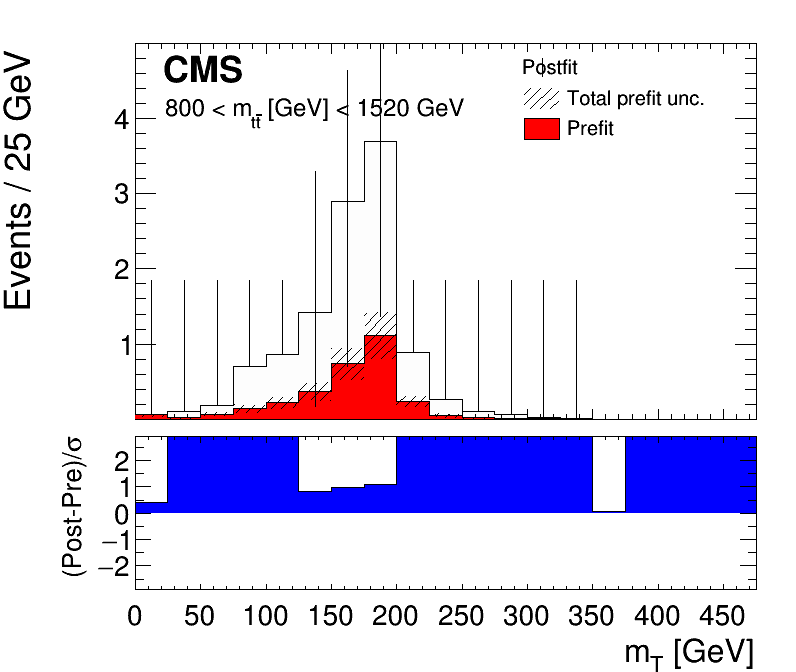 CMS
800 < m_tt̄ [GeV] < 1520 GeV
Postfit
Total prefit unc.
Prefit
Events / 25 GeV
4
3
2
1
(Post-Pre)/σ
2
1
0
−1
−2
0 50 100 150 200 250 300 350 400 450
m_T [GeV]